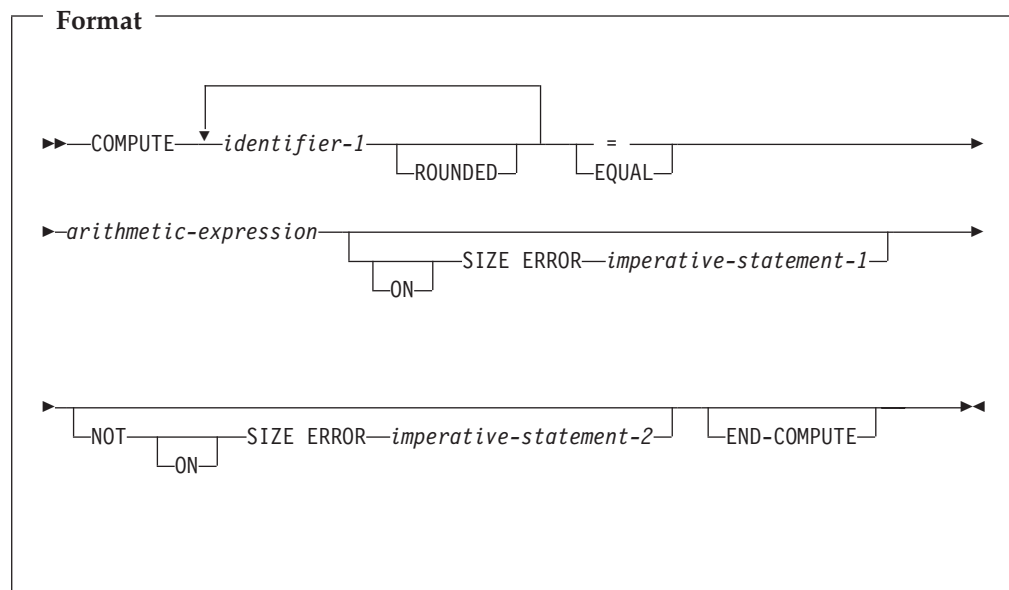 Format
COMPUTE identifier-1 ROUNDED = EQUAL
arithmetic-expression ON SIZE ERROR imperative-statement-1
NOT ON SIZE ERROR imperative-statement-2 END-COMPUTE